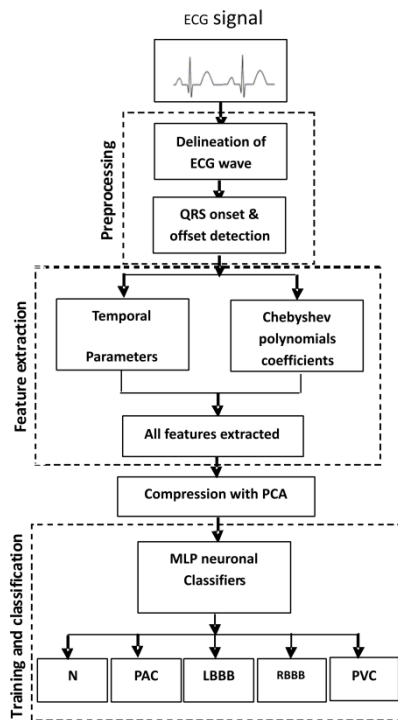 ECG signal
Preprocessing
Delineation of
ECG wave
QRS onset &
offset detection
Feature extraction
Temporal
Parameters
Chebyshev
polynomials
coefficients
All features extracted
Compression with PCA
Training and classification
MLP neuronal
Classifiers
N
PAC
LBBB
RBBB
PVC